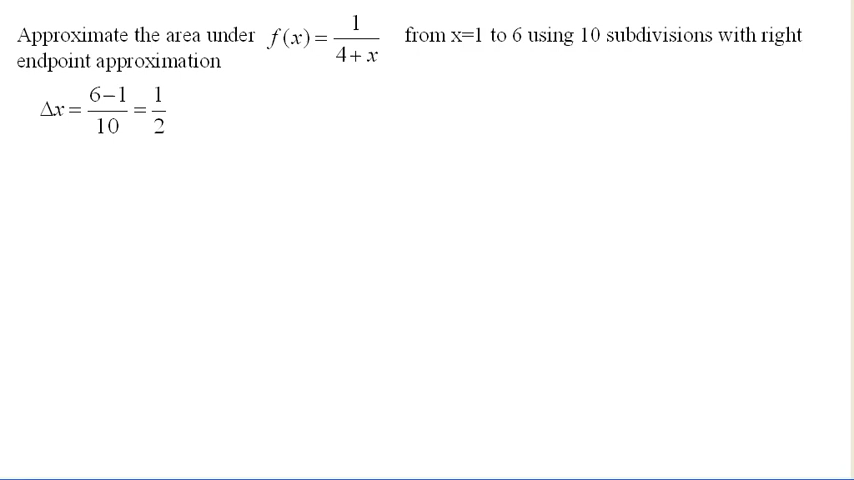 Approximate the area under f(x) = 1/(4 + x) from x=1 to 6 using 10 subdivisions with right
endpoint approximation
Δx = (6−1)/10 = 1/2